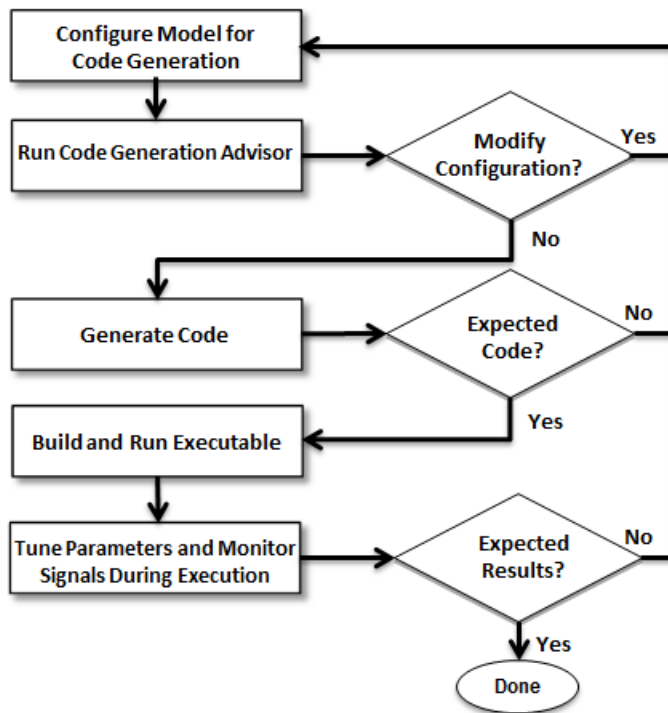 Configure Model for
Code Generation
Run Code Generation Advisor
Modify
Configuration?
Yes
No
Generate Code
Expected
Code?
No
Yes
Build and Run Executable
Tune Parameters and Monitor
Signals During Execution
Expected
Results?
No
Yes
Done